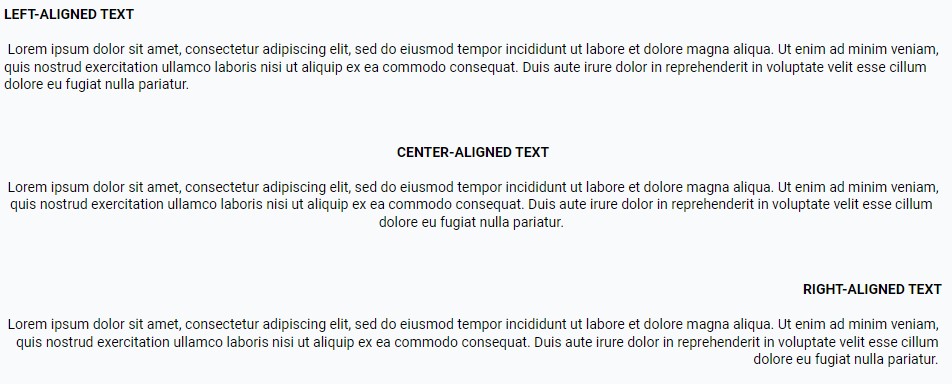 LEFT-ALIGNED TEXT
Lorem ipsum dolor sit amet, consectetur adipiscing elit, sed do eiusmod tempor incididunt ut labore et dolore magna aliqua. Ut enim ad minim veniam,
quis nostrud exercitation ullamco laboris nisi ut aliquip ex ea commodo consequat. Duis aute irure dolor in reprehenderit in voluptate velit esse cillum
dolore eu fugiat nulla pariatur.
CENTER-ALIGNED TEXT
Lorem ipsum dolor sit amet, consectetur adipiscing elit, sed do eiusmod tempor incididunt ut labore et dolore magna aliqua. Ut enim ad minim veniam,
quis nostrud exercitation ullamco laboris nisi ut aliquip ex ea commodo consequat. Duis aute irure dolor in reprehenderit in voluptate velit esse cillum
dolore eu fugiat nulla pariatur.
RIGHT-ALIGNED TEXT
Lorem ipsum dolor sit amet, consectetur adipiscing elit, sed do eiusmod tempor incididunt ut labore et dolore magna aliqua. Ut enim ad minim veniam,
quis nostrud exercitation ullamco laboris nisi ut aliquip ex ea commodo consequat. Duis aute irure dolor in reprehenderit in voluptate velit esse cillum
dolore eu fugiat nulla pariatur.